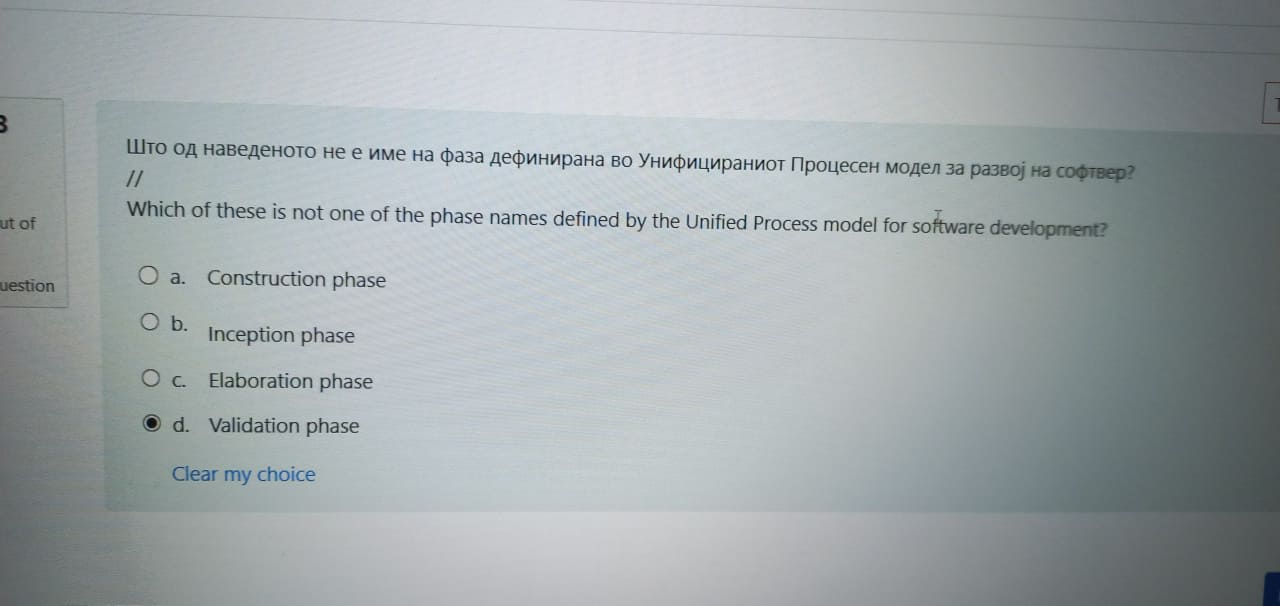 Што од наведеното не е име на фаза дефинирана во Унифицираниот Процесен модел за развој на софтвер?
//
Which of these is not one of the phase names defined by the Unified Process model for software development?
ut of
uestion
a. Construction phase
b. Inception phase
c. Elaboration phase
d. Validation phase
Clear my choice